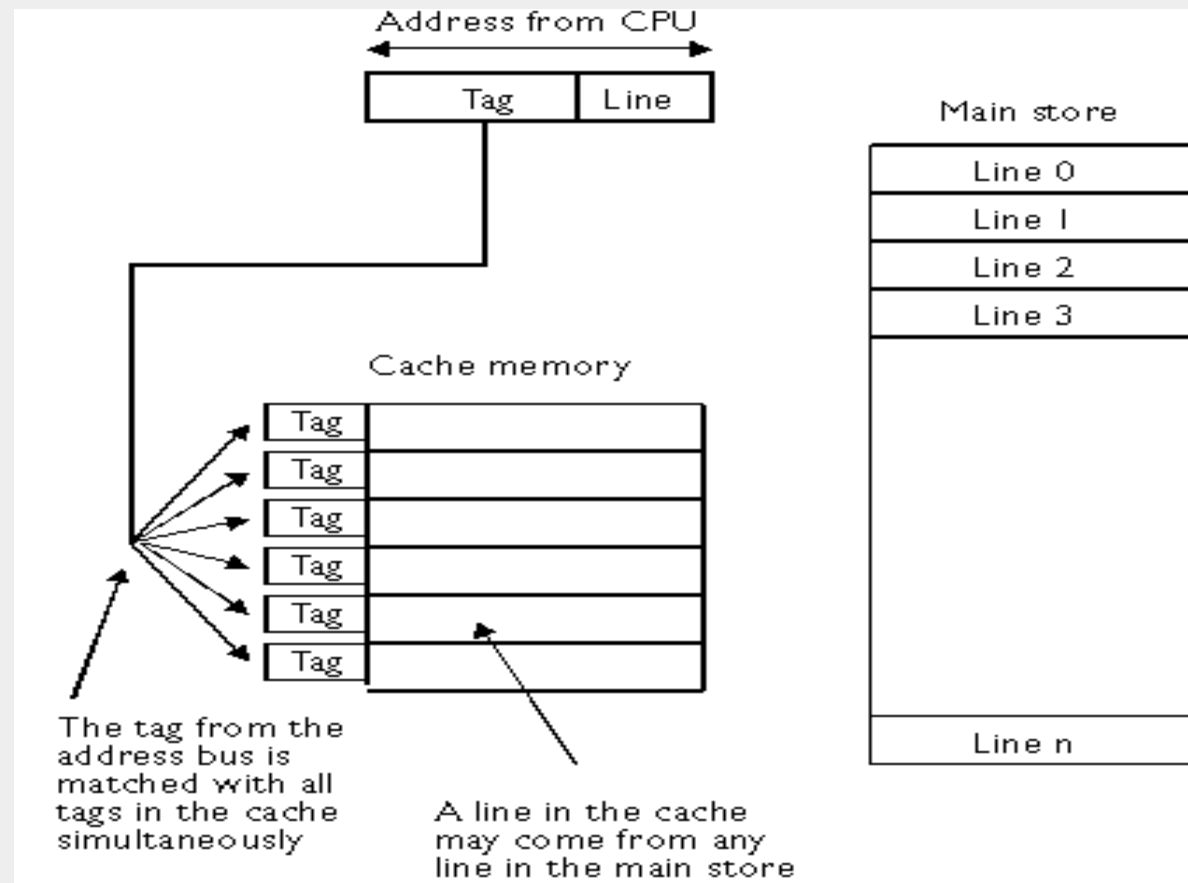 Address from CPU
Tag
Line
Main store
Line 0
Line 1
Line 2
Line 3
Line n
Cache memory
Tag
Tag
Tag
Tag
Tag
Tag
The tag from the
address bus is
matched with all
tags in the cache
simultaneously
A line in the cache
may come from any
line in the main store